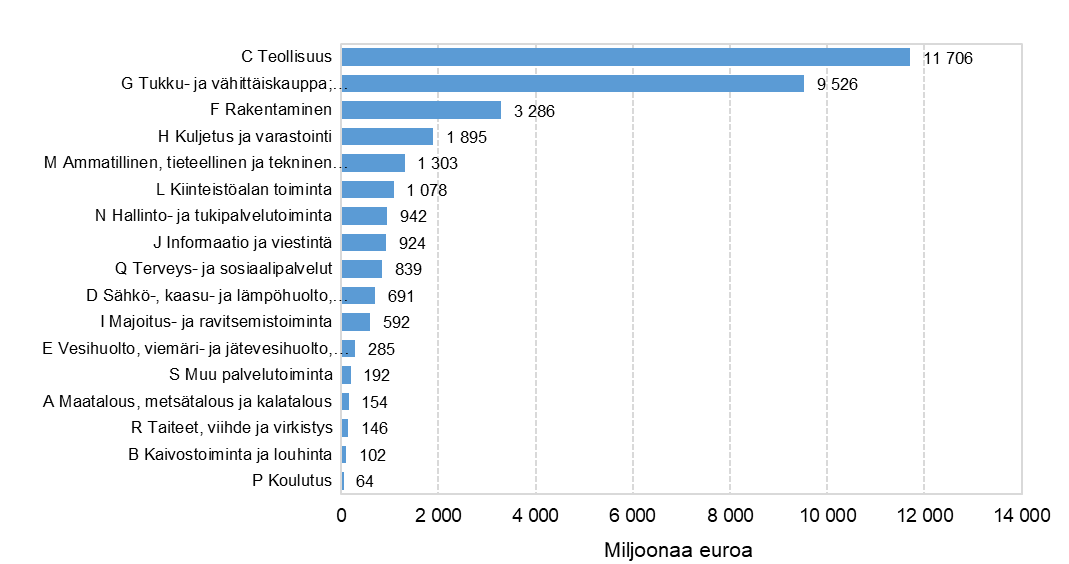 C Teollisuus 11 706
G Tukku- ja vähittäiskauppa;… 9 526
F Rakentaminen 3 286
H Kuljetus ja varastointi 1 895
M Ammatillinen, tieteellinen ja tekninen… 1 303
L Kiinteistöalan toiminta 1 078
N Hallinto- ja tukipalvelutoiminta 942
J Informaatio ja viestintä 924
Q Terveys- ja sosiaalipalvelut 839
D Sähkö-, kaasu- ja lämpöhuolto,… 691
I Majoitus- ja ravitsemistoiminta 592
E Vesihuolto, viemäri- ja jätevesihuolto,… 285
S Muu palvelutoiminta 192
A Maatalous, metsätalous ja kalatalous 154
R Taiteet, viihde ja virkistys 146
B Kaivostoiminta ja louhinta 102
P Koulutus 64
0 2 000 4 000 6 000 8 000 10 000 12 000 14 000
Miljoonaa euroa